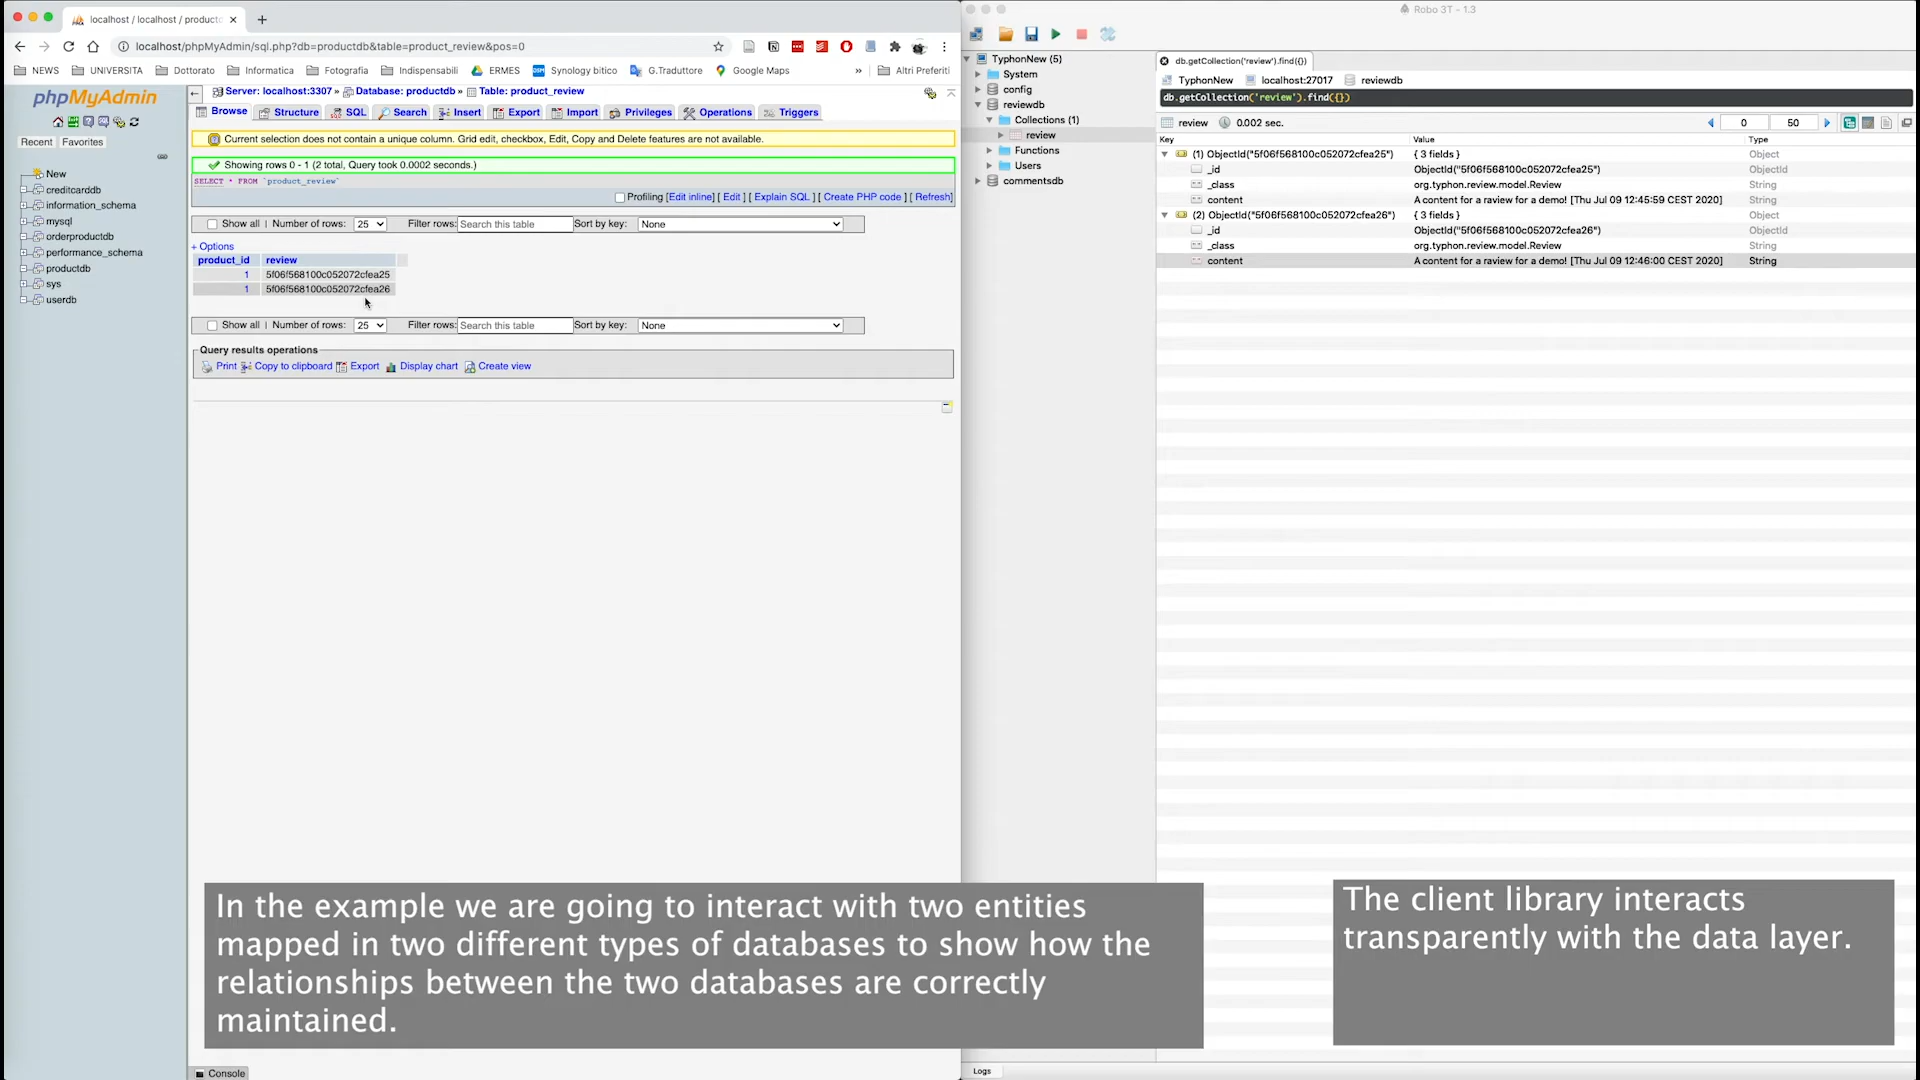 localhost / localhost / product
localhost/phpMyAdmin/sql.php?db=productdb&table=product_review&pos=0
NEWS
UNIVERSITA
Dottorato
Informatica
Fotografia
Indispensabili
ERMES
Synology bitico
G.Traduttore
Google Maps
»
Altri Preferiti
phpMyAdmin
Recent
Favorites
New
creditcarddb
information_schema
mysql
orderproductdb
performance_schema
productdb
sys
userdb
Server: localhost:3307 » Database: productdb » Table: product_review
Browse
Structure
SQL
Search
Insert
Export
Import
Privileges
Operations
Triggers
Current selection does not contain a unique column. Grid edit, checkbox, Edit, Copy and Delete features are not available.
Showing rows 0 - 1 (2 total, Query took 0.0002 seconds.)
SELECT * FROM `product_review`
Profiling [Edit inline] [ Edit ] [ Explain SQL ] [ Create PHP code ] [ Refresh]
Show all | Number of rows: 25 Filter rows: Search this table Sort by key: None
+ Options
product_id review
1 5f06f568100c052072cfea25
1 5f06f568100c052072cfea26
Show all | Number of rows: 25 Filter rows: Search this table Sort by key: None
Query results operations
Print Copy to clipboard Export Display chart Create view
Console
Robo 3T - 1.3
TyphonNew (5)
System
config
reviewdb
Collections (1)
review
Functions
Users
commentsdb
db.getCollection('review').find({})
TyphonNew localhost:27017 reviewdb
db.getCollection('review').find({})
review 0.002 sec. 0 50
Key Value Type
(1) ObjectId("5f06f568100c052072cfea25") { 3 fields } Object
_id ObjectId("5f06f568100c052072cfea25") ObjectId
_class org.typhon.review.model.Review String
content A content for a raview for a demo! [Thu Jul 09 12:45:59 CEST 2020] String
(2) ObjectId("5f06f568100c052072cfea26") { 3 fields } Object
_id ObjectId("5f06f568100c052072cfea26") ObjectId
_class org.typhon.review.model.Review String
content A content for a raview for a demo! [Thu Jul 09 12:46:00 CEST 2020] String
Logs
In the example we are going to interact with two entities
mapped in two different types of databases to show how the
relationships between the two databases are correctly
maintained.
The client library interacts
transparently with the data layer.